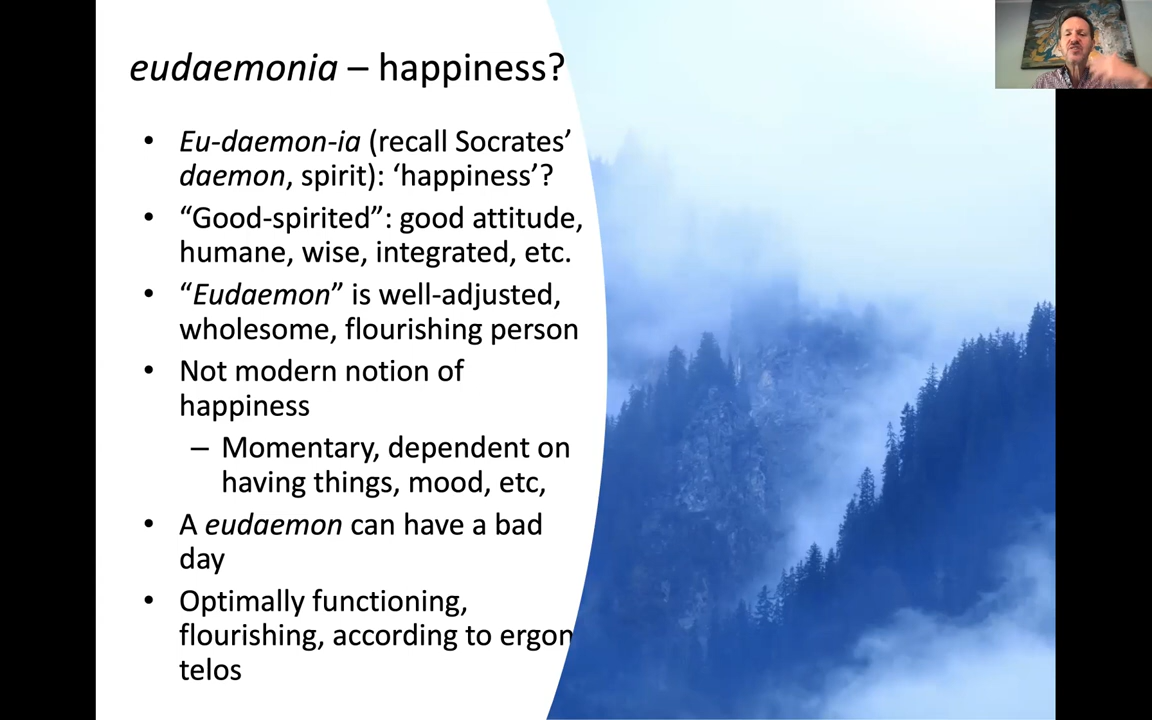 eudaemonia – happiness?
• Eu-daemon-ia (recall Socrates’
daemon, spirit): ‘happiness’?
• “Good-spirited”: good attitude,
humane, wise, integrated, etc.
• “Eudaemon” is well-adjusted,
wholesome, flourishing person
• Not modern notion of
happiness
– Momentary, dependent on
having things, mood, etc,
• A eudaemon can have a bad
day
• Optimally functioning,
flourishing, according to ergon
telos